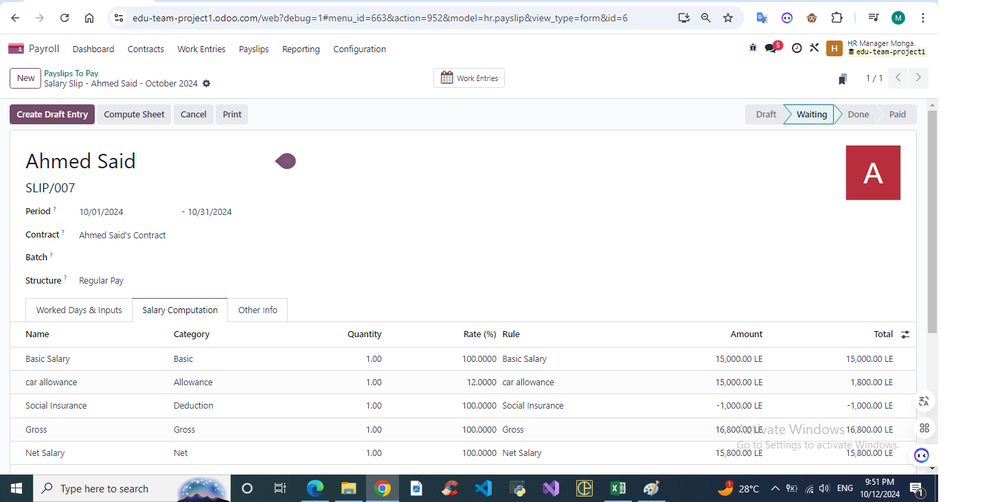 edu-team-project1.odoo.com/web?debug=1#menu_id=663&action=952&model=hr.payslip&view_type=form&id=6
M
Payroll Dashboard Contracts Work Entries Payslips Reporting Configuration
5
H
HR Manager Mohga
edu-team-project1
New
Payslips To Pay
Salary Slip - Ahmed Said - October 2024
Work Entries
1 / 1
Create Draft Entry Compute Sheet Cancel Print
Draft Waiting Done Paid
Ahmed Said
A
SLIP/007
Period ? 10/01/2024 - 10/31/2024
Contract ? Ahmed Said's Contract
Batch ?
Structure ? Regular Pay
Worked Days & Inputs Salary Computation Other Info
Name Category Quantity Rate (%) Rule Amount Total
Basic Salary Basic 1.00 100.0000 Basic Salary 15,000.00 LE 15,000.00 LE
car allowance Allowance 1.00 12.0000 car allowance 15,000.00 LE 1,800.00 LE
Social Insurance Deduction 1.00 100.0000 Social Insurance -1,000.00 LE -1,000.00 LE
Gross Gross 1.00 100.0000 Gross 16,800.00 LE 16,800.00 LE
Net Salary Net 1.00 100.0000 Net Salary 15,800.00 LE 15,800.00 LE
Activate Windows
Go to Settings to activate Windows.
Type here to search
1
28°C
ENG
9:51 PM
10/12/2024
1